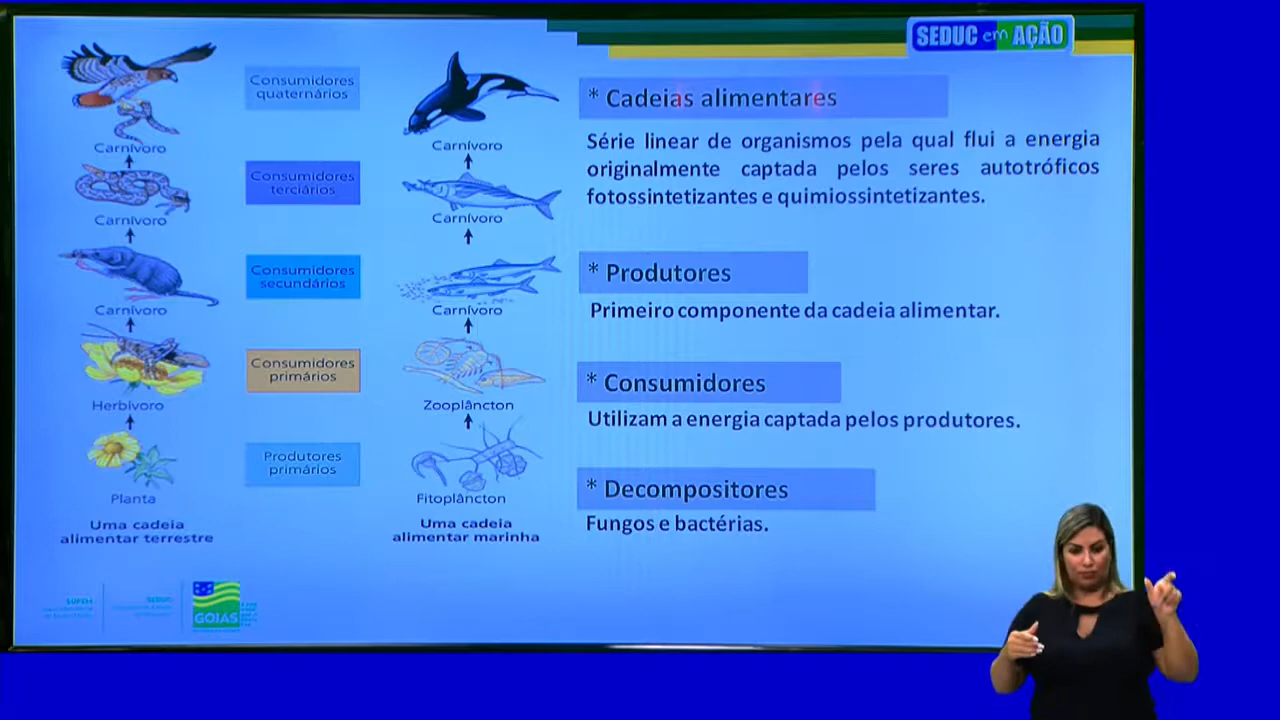 SEDUC em AÇÃO
Consumidores
quaternários
Carnívoro
Carnívoro
Consumidores
terciários
Carnívoro
Carnívoro
Consumidores
secundários
Carnívoro
Carnívoro
Consumidores
primários
Herbívoro
Zooplâncton
Produtores
primários
Planta
Fitoplâncton
Uma cadeia
alimentar terrestre
Uma cadeia
alimentar marinha
* Cadeias alimentares
Série linear de organismos pela qual flui a energia
originalmente captada pelos seres autotróficos
fotossintetizantes e quimiossintetizantes.
* Produtores
Primeiro componente da cadeia alimentar.
* Consumidores
Utilizam a energia captada pelos produtores.
* Decompositores
Fungos e bactérias.
SEDUC
GOIÁS